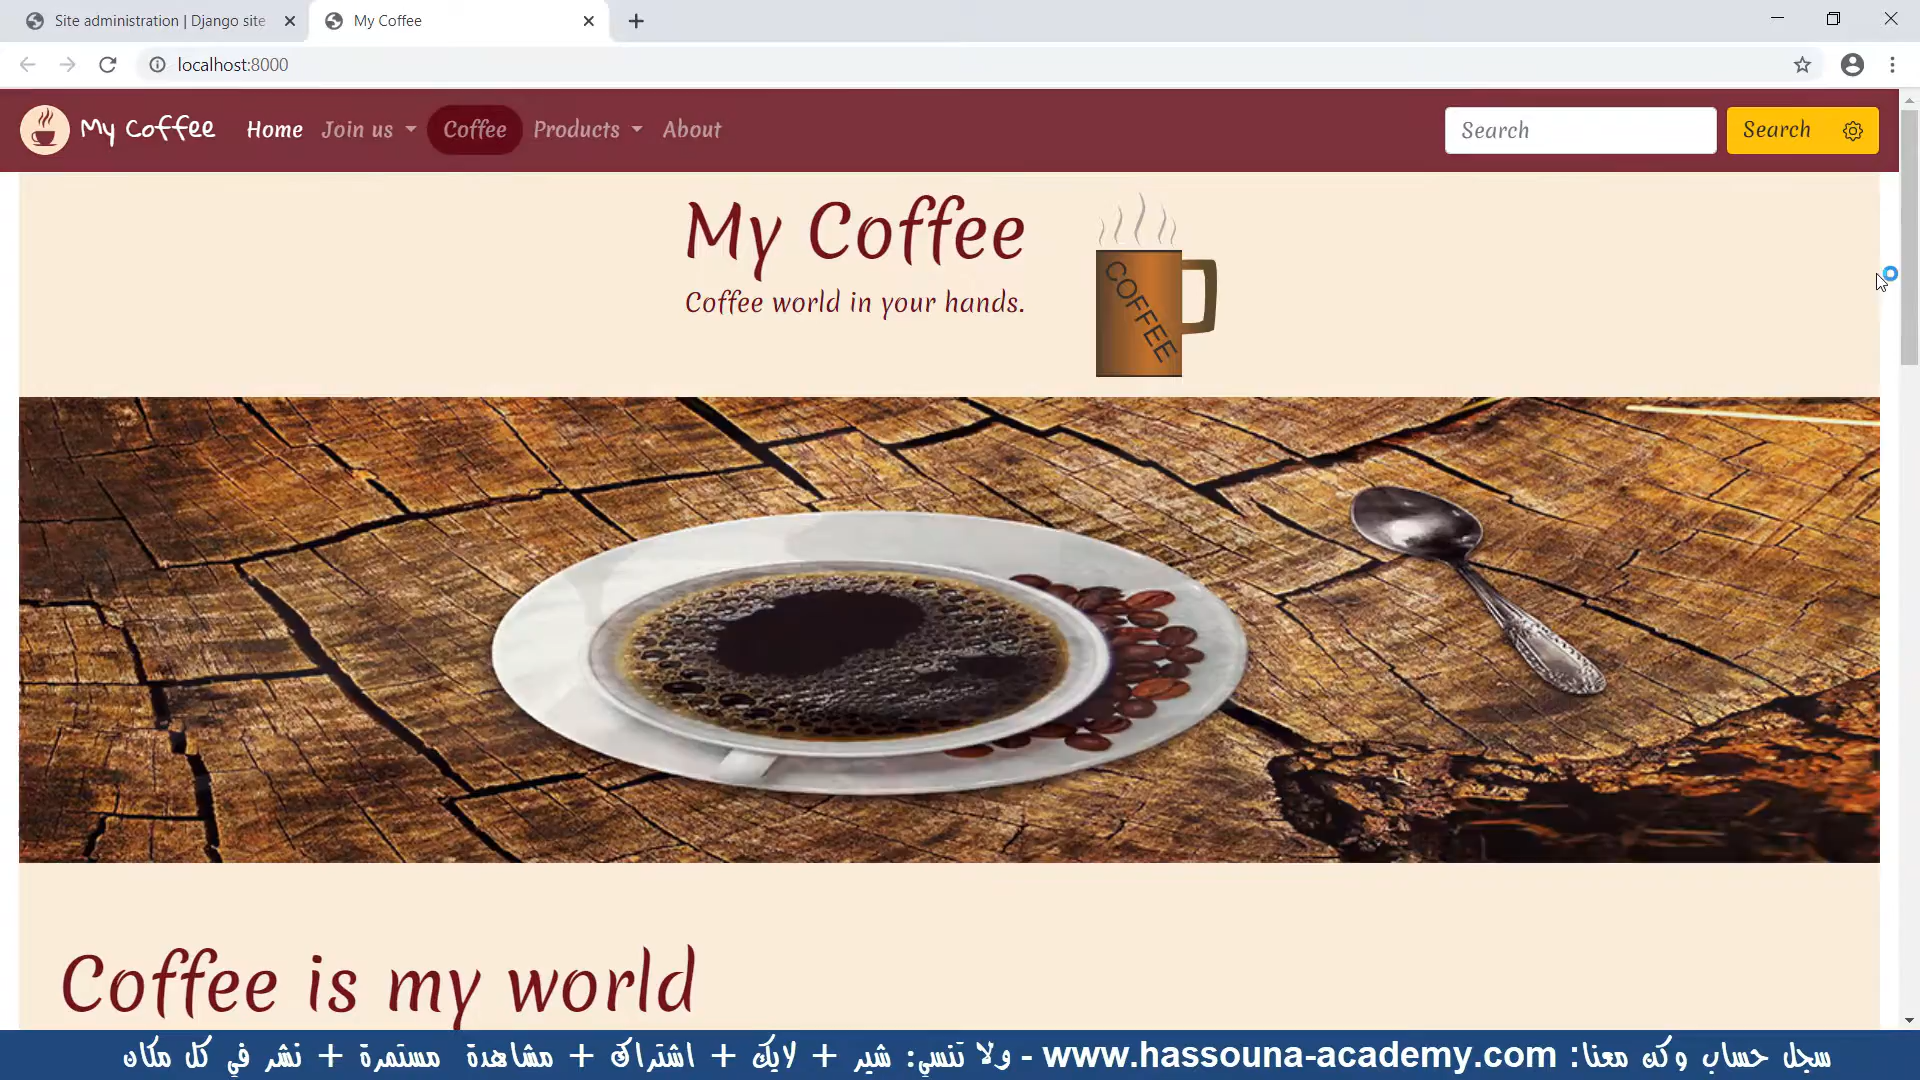 Site administration | Django site
My Coffee
localhost:8000
My Coffee Home Join us Coffee Products About Search Search
My Coffee
Coffee world in your hands.
COFFEE
Coffee is my world
سجل حساب وكن معنا: www.hassouna-academy.com - ولا تنسي: شير + لايك + اشتراك + مشاهدة مستمرة + نشر في كل مكان